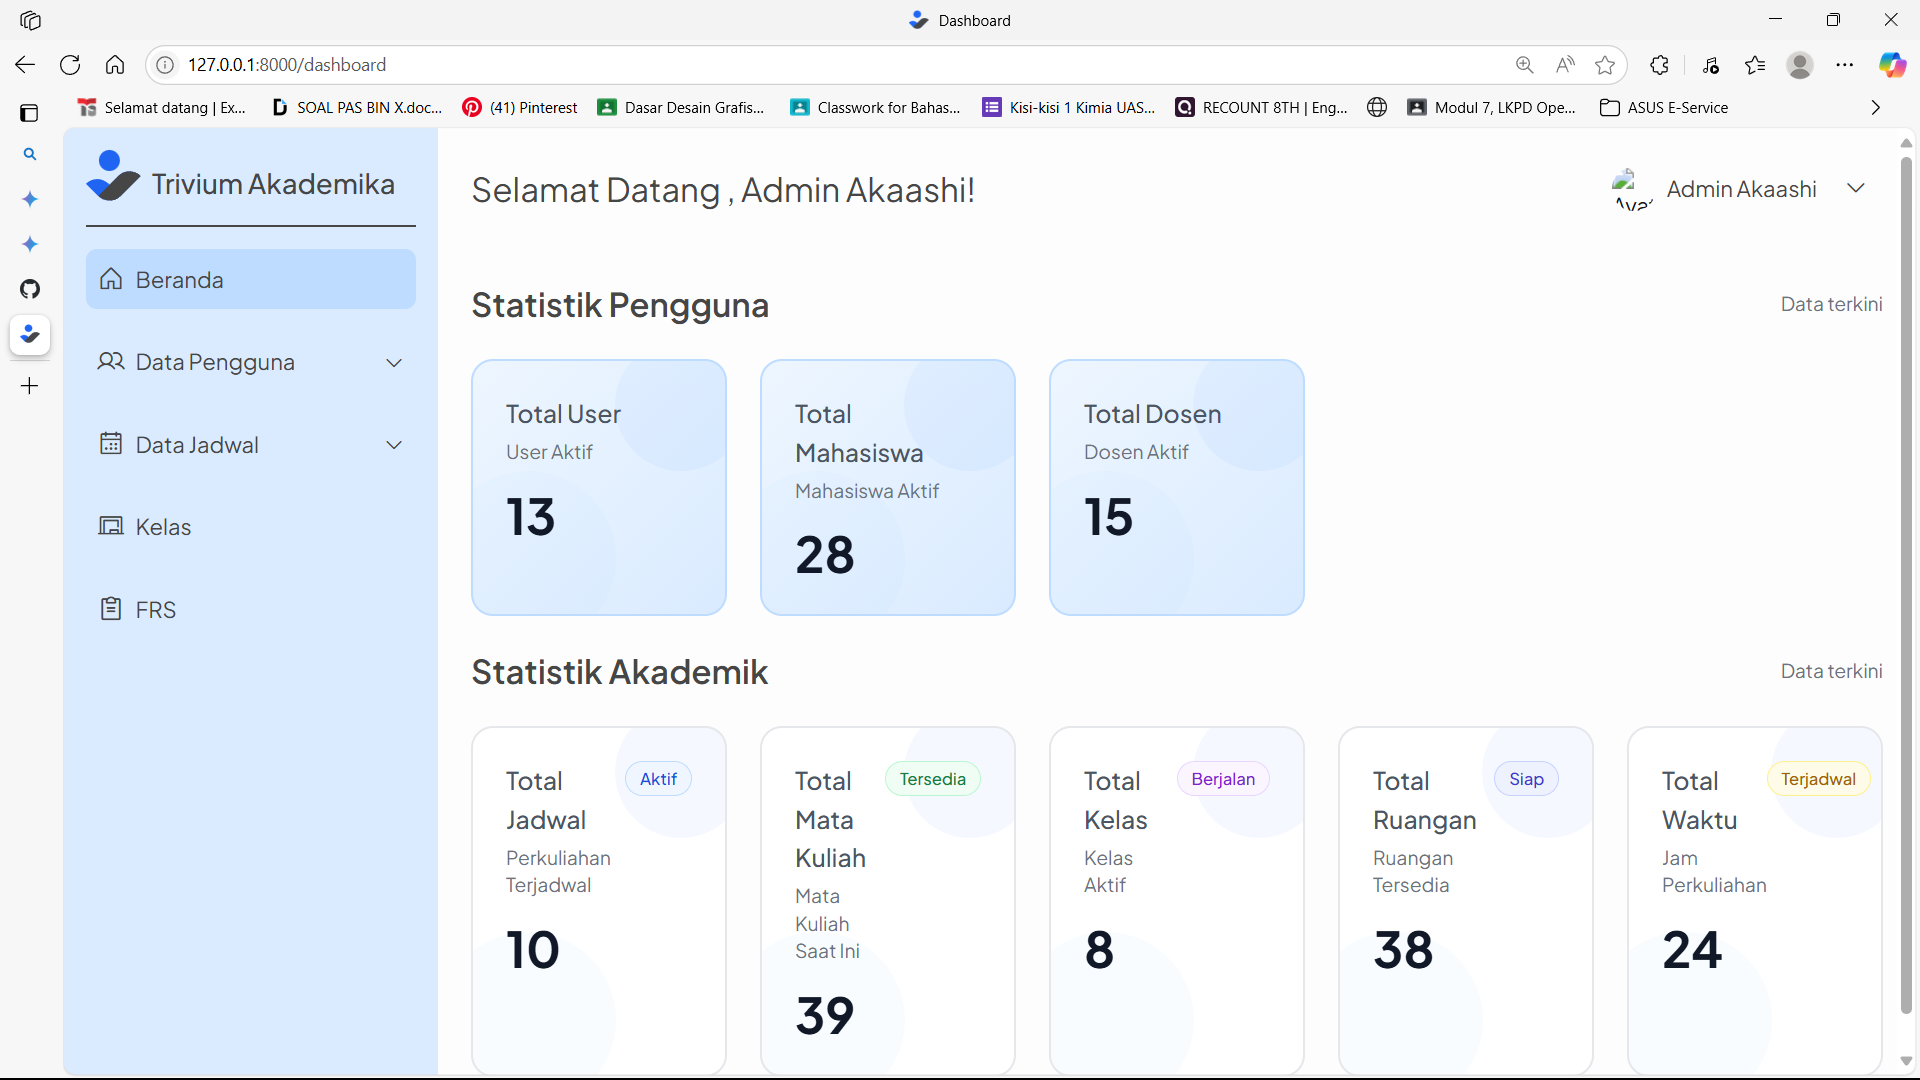 Dashboard
127.0.0.1:8000/dashboard
Selamat datang | Ex...
SOAL PAS BIN X.doc...
(41) Pinterest
Dasar Desain Grafis...
Classwork for Bahas...
Kisi-kisi 1 Kimia UAS...
RECOUNT 8TH | Eng...
Modul 7, LKPD Ope...
ASUS E-Service
Trivium Akademika
Beranda
Data Pengguna
Data Jadwal
Kelas
FRS
Selamat Datang , Admin Akaashi!
Admin Akaashi
Statistik Pengguna
Data terkini
Total User
User Aktif
13
Total
Mahasiswa
Mahasiswa Aktif
28
Total Dosen
Dosen Aktif
15
Statistik Akademik
Data terkini
Total
Jadwal
Aktif
Perkuliahan
Terjadwal
10
Total
Mata
Kuliah
Tersedia
Mata
Kuliah
Saat Ini
39
Total
Kelas
Berjalan
Kelas
Aktif
8
Total
Ruangan
Siap
Ruangan
Tersedia
38
Total
Waktu
Terjadwal
Jam
Perkuliahan
24